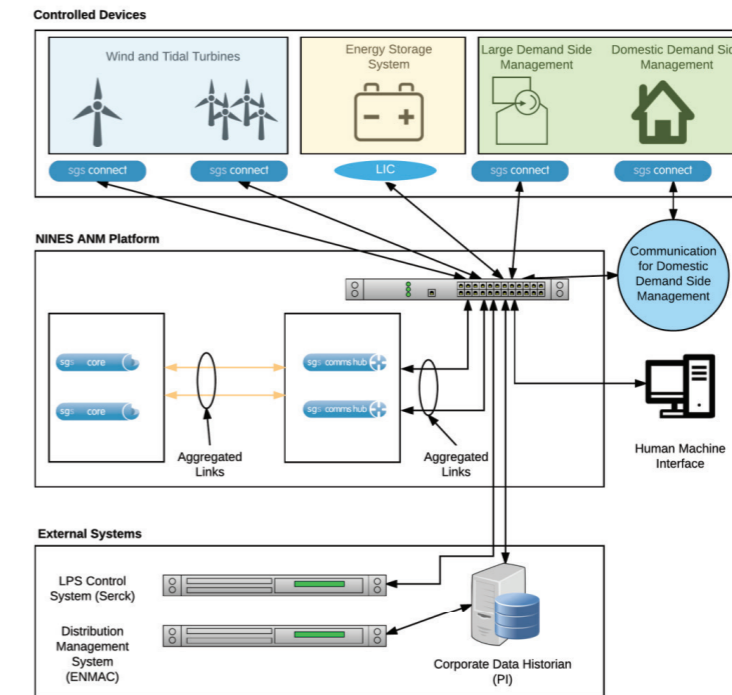 Controlled Devices
Wind and Tidal Turbines
Energy Storage
System
Large Demand Side
Management
Domestic Demand Sid
Management
sgs connect
sgs connect
LIC
sgs connect
sgs connect
NINES ANM Platform
Communication
for Domestic
Demand Side
Management
sgs core
sgs comms hub
sgs core
sgs comms hub
Aggregated
Links
Aggregated
Links
Human Machine
Interface
External Systems
LPS Control
System (Serck)
Distribution
Management
System
(ENMAC)
Corporate Data Historian
(PI)